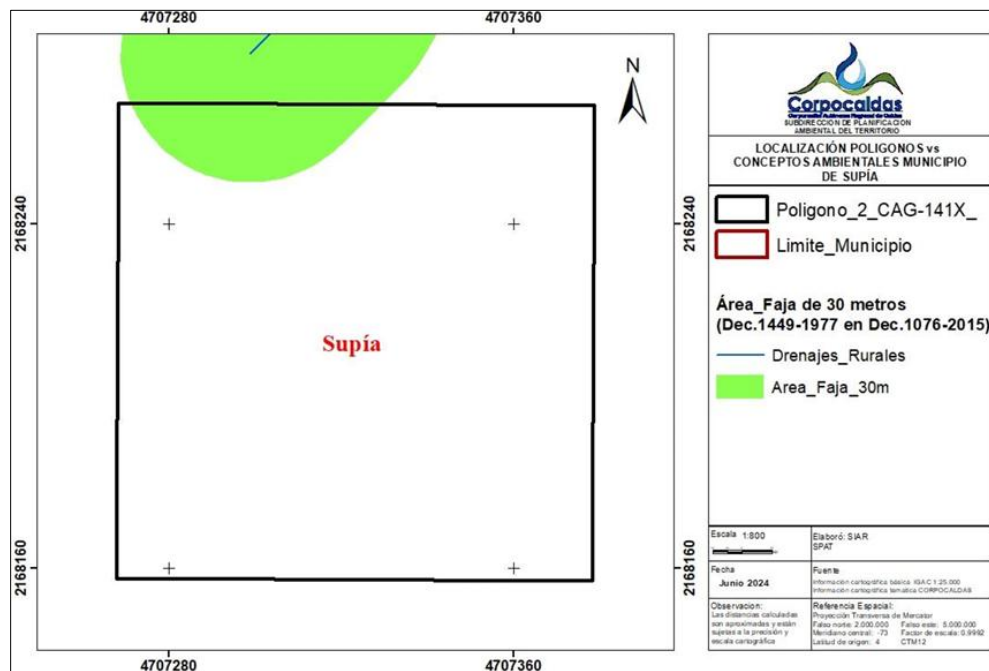 4707280
4707360
2168240
2168160
N
Supía
2168240
2168160
4707280
4707360
Corpocaldas
Corporación Autónoma Regional de Caldas
SUBDIRECCIÓN DE PLANIFICACIÓN
AMBIENTAL DEL TERRITORIO
LOCALIZACIÓN POLIGONOS vs
CONCEPTOS AMBIENTALES MUNICIPIO
DE SUPÍA
Poligono_2_CAG-141X_
Limite_Municipio
Área_Faja de 30 metros
(Dec.1449-1977 en Dec.1076-2015)
Drenajes_Rurales
Area_Faja_30m
Escala 1:800
Elaboró: SIAR
SPAT
Fecha
Junio 2024
Fuente
Información cartográfica básica IGAC 1:25.000
Información cartográfica temática CORPOCALDAS
Observacion:
Las distancias calculadas
son aproximadas y están
sujetas a la precisión y
escala cartográfica
Referencia Espacial:
Proyección Transversa de Mercator
Falso norte: 2.000.000 Falso este: 5.000.000
Meridiano central: -73 Factor de escala: 0,9992
Latitud de origen: 4 CTM12